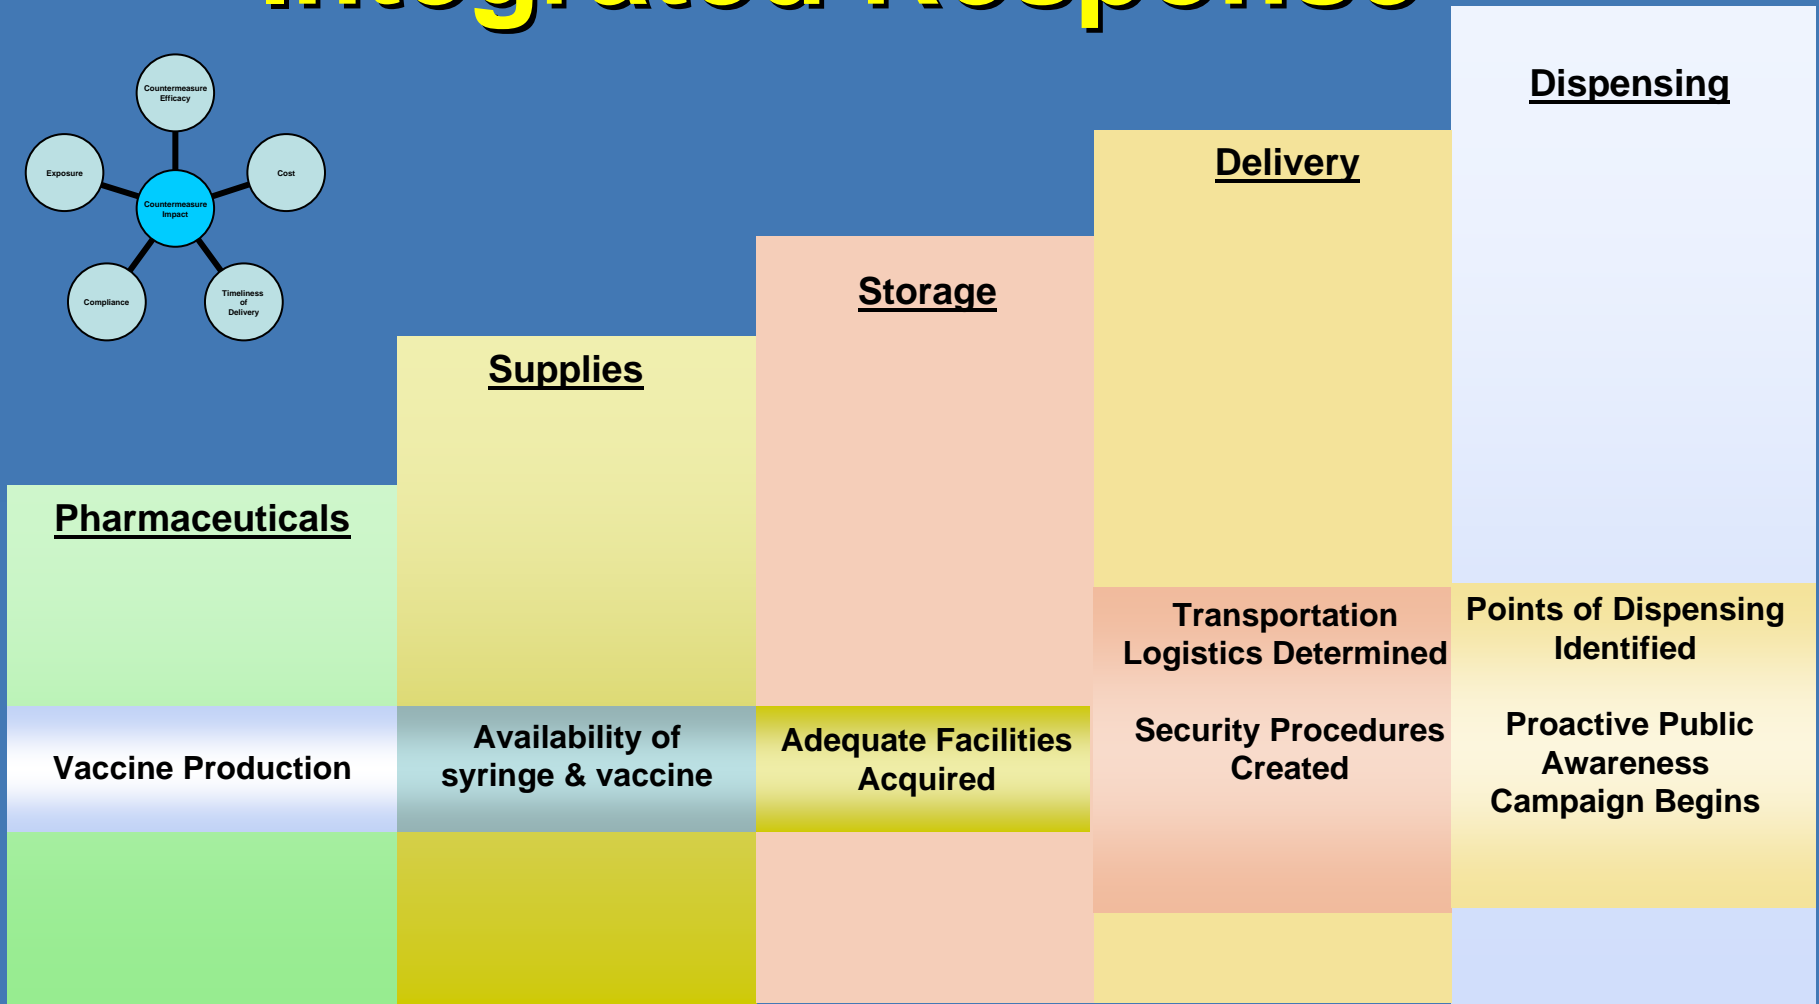 Integrated Response
Countermeasure
Efficacy
Exposure
Cost
Countermeasure
Impact
Compliance
Timeliness
of
Delivery
Pharmaceuticals
Vaccine Production
Supplies
Availability of
syringe & vaccine
Storage
Adequate Facilities
Acquired
Delivery
Transportation
Logistics Determined
Security Procedures
Created
Dispensing
Points of Dispensing
Identified
Proactive Public
Awareness
Campaign Begins